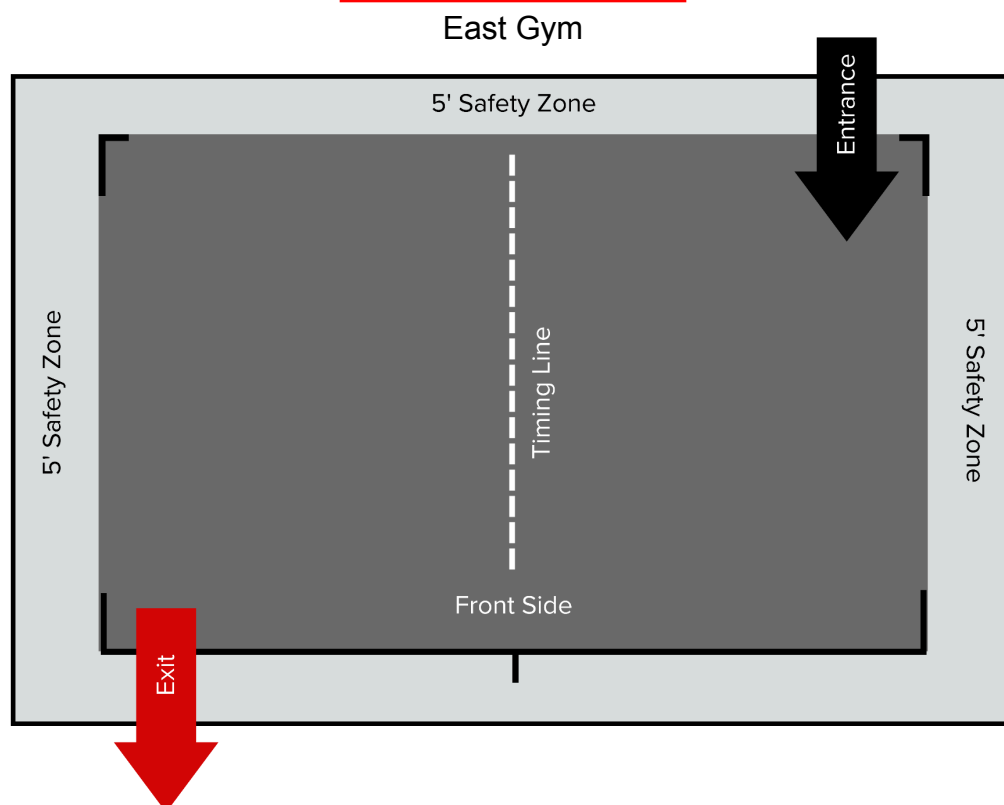 East Gym
5' Safety Zone
Entrance
5' Safety Zone
Timing Line
5' Safety Zone
Front Side
Exit